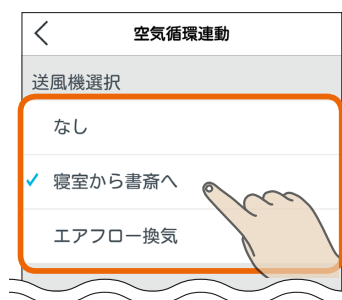 空気循環連動
送風機選択
なし
寝室から書斎へ
エアフロー換気